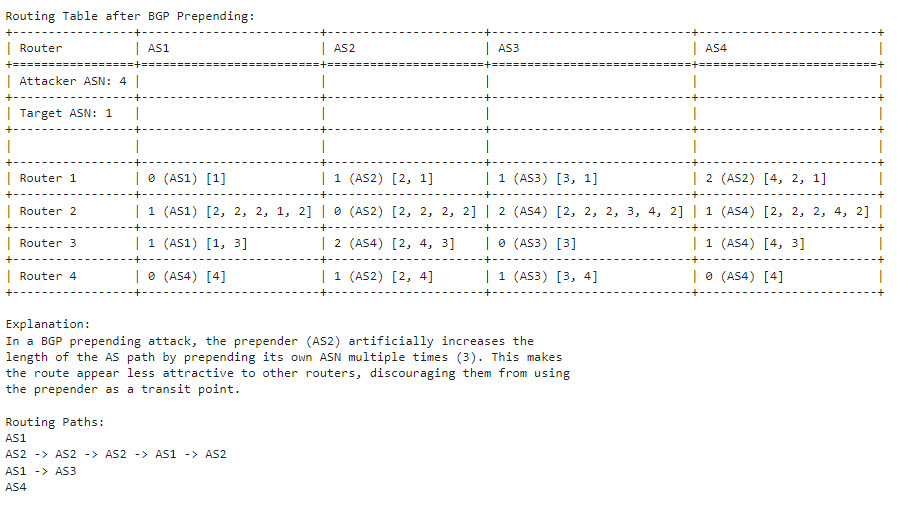 Routing Table after BGP Prepending:
+----------------+-----------------------+--------------------+-------------------------+-----------------------+
| Router | AS1 | AS2 | AS3 | AS4 |
+================+=======================+====================+=========================+=======================+
| Attacker ASN: 4 | | | | |
+----------------+-----------------------+--------------------+-------------------------+-----------------------+
| Target ASN: 1 | | | | |
+----------------+-----------------------+--------------------+-------------------------+-----------------------+
| | | | | |
+----------------+-----------------------+--------------------+-------------------------+-----------------------+
| Router 1 | 0 (AS1) [1] | 1 (AS2) [2, 1] | 1 (AS3) [3, 1] | 2 (AS2) [4, 2, 1] |
+----------------+-----------------------+--------------------+-------------------------+-----------------------+
| Router 2 | 1 (AS1) [2, 2, 2, 1, 2] | 0 (AS2) [2, 2, 2, 2] | 2 (AS4) [2, 2, 2, 3, 4, 2] | 1 (AS4) [2, 2, 2, 4, 2] |
+----------------+-----------------------+--------------------+-------------------------+-----------------------+
| Router 3 | 1 (AS1) [1, 3] | 2 (AS4) [2, 4, 3] | 0 (AS3) [3] | 1 (AS4) [4, 3] |
+----------------+-----------------------+--------------------+-------------------------+-----------------------+
| Router 4 | 0 (AS4) [4] | 1 (AS2) [2, 4] | 1 (AS3) [3, 4] | 0 (AS4) [4] |
+----------------+-----------------------+--------------------+-------------------------+-----------------------+
Explanation:
In a BGP prepending attack, the prepender (AS2) artificially increases the
length of the AS path by prepending its own ASN multiple times (3). This makes
the route appear less attractive to other routers, discouraging them from using
the prepender as a transit point.
Routing Paths:
AS1
AS2 -> AS2 -> AS2 -> AS1 -> AS2
AS1 -> AS3
AS4